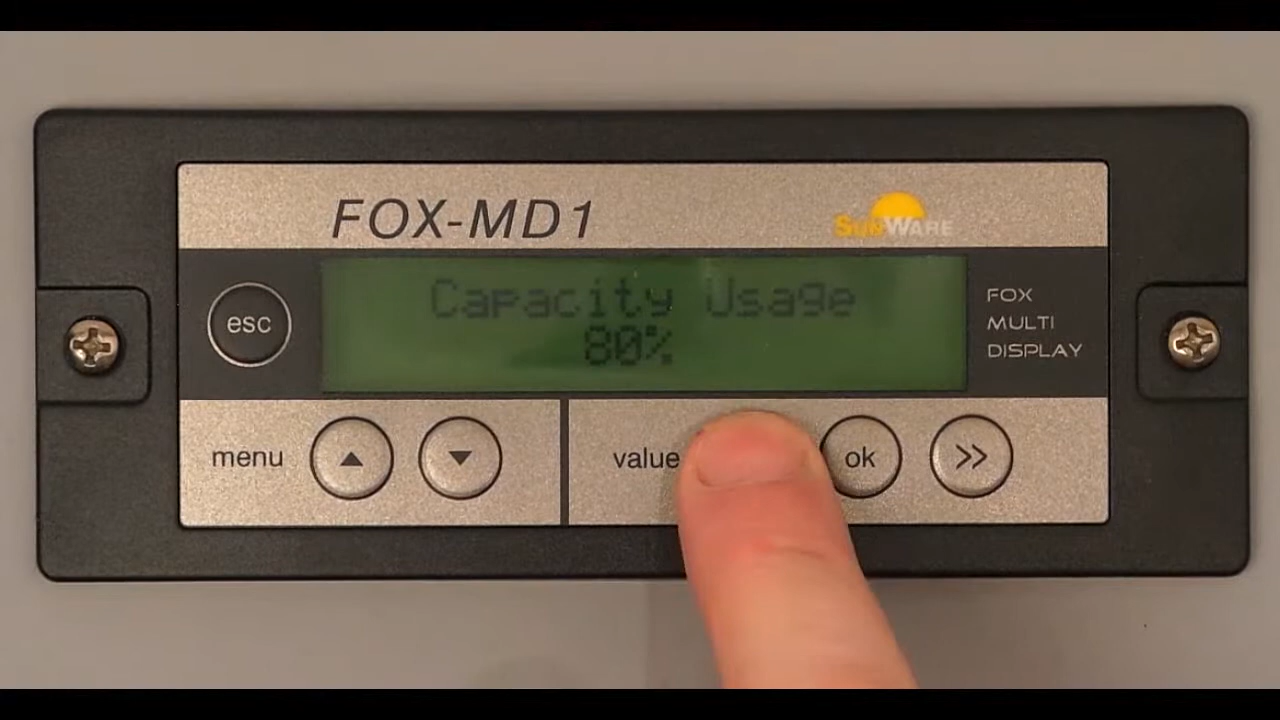 FOX-MD1
SUNWARE
Capacity Usage
80%
esc
FOX
MULTI
DISPLAY
menu
value
ok